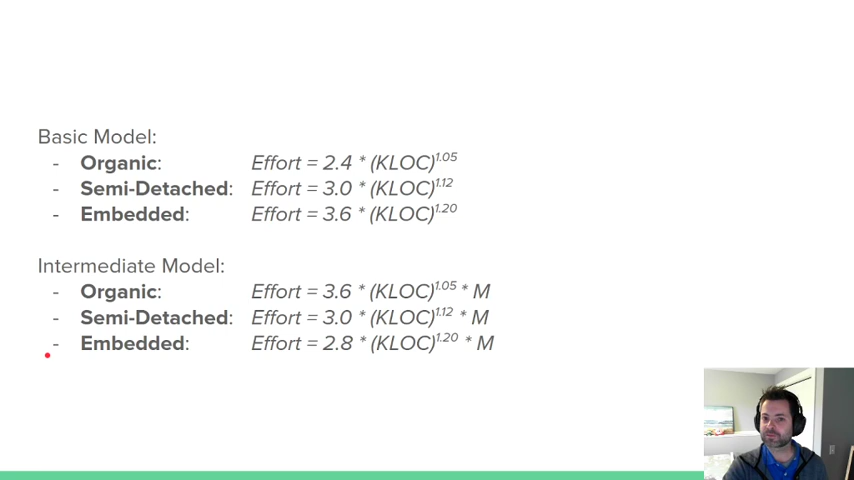 Basic Model:
- Organic: Effort = 2.4 * (KLOC)^1.05
- Semi-Detached: Effort = 3.0 * (KLOC)^1.12
- Embedded: Effort = 3.6 * (KLOC)^1.20
Intermediate Model:
- Organic: Effort = 3.6 * (KLOC)^1.05 * M
- Semi-Detached: Effort = 3.0 * (KLOC)^1.12 * M
- Embedded: Effort = 2.8 * (KLOC)^1.20 * M